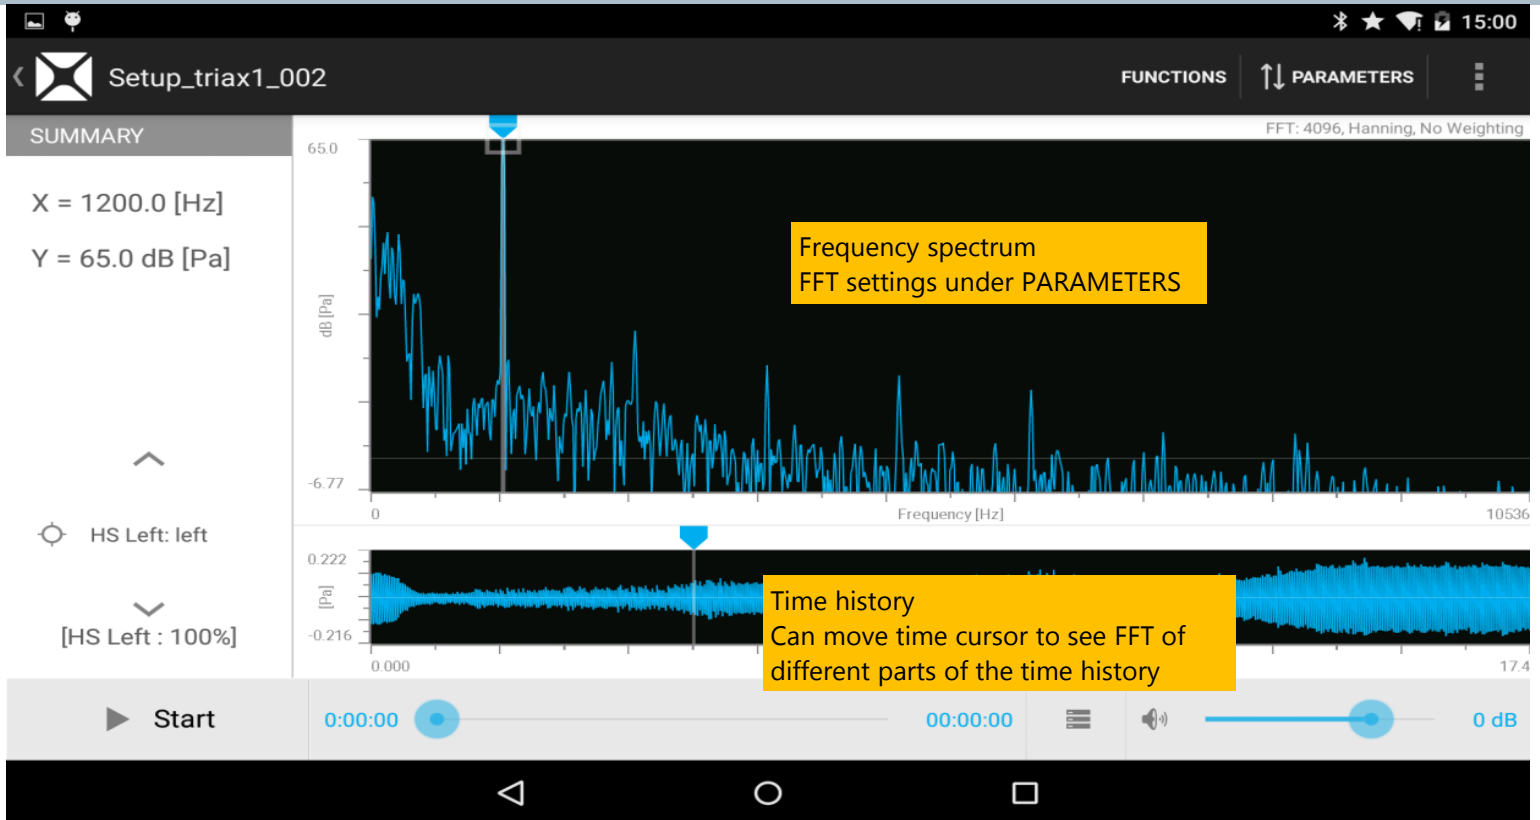 15:00
Setup_triax1_002
FUNCTIONS
PARAMETERS
SUMMARY
FFT: 4096, Hanning, No Weighting
X = 1200.0 [Hz]
Y = 65.0 dB [Pa]
65.0
dB [Pa]
-6.77
Frequency spectrum
FFT settings under PARAMETERS
0
Frequency [Hz]
10536
HS Left: left
[HS Left : 100%]
0.222
[Pa]
-0.216
Time history
Can move time cursor to see FFT of
different parts of the time history
0.000
17.4
Start
0:00:00
00:00:00
0 dB